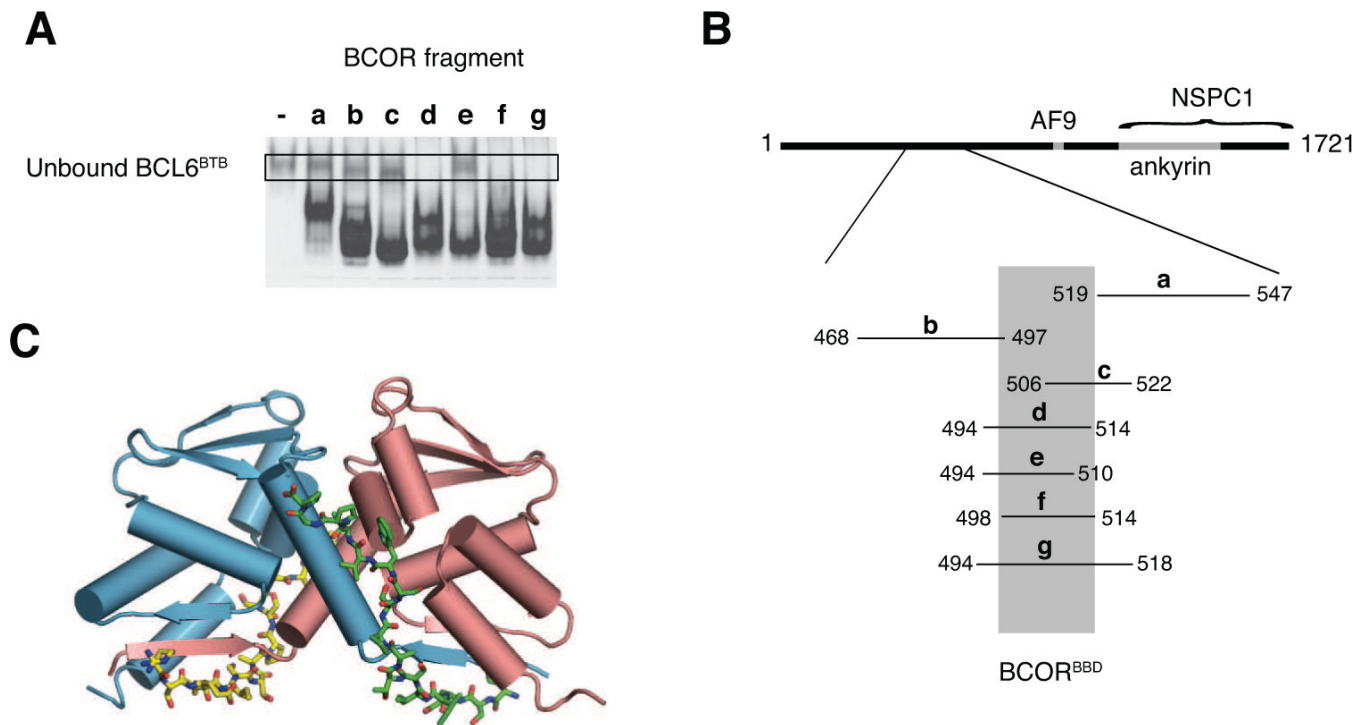 A
BCOR fragment
- a b c d e f g
Unbound BCL6BTB
B
NSPC1
AF9
1 1721
ankyrin
a
519 547
b
468 497
c
506 522
d
494 514
e
494 510
f
498 514
g
494 518
BCORBBD
C